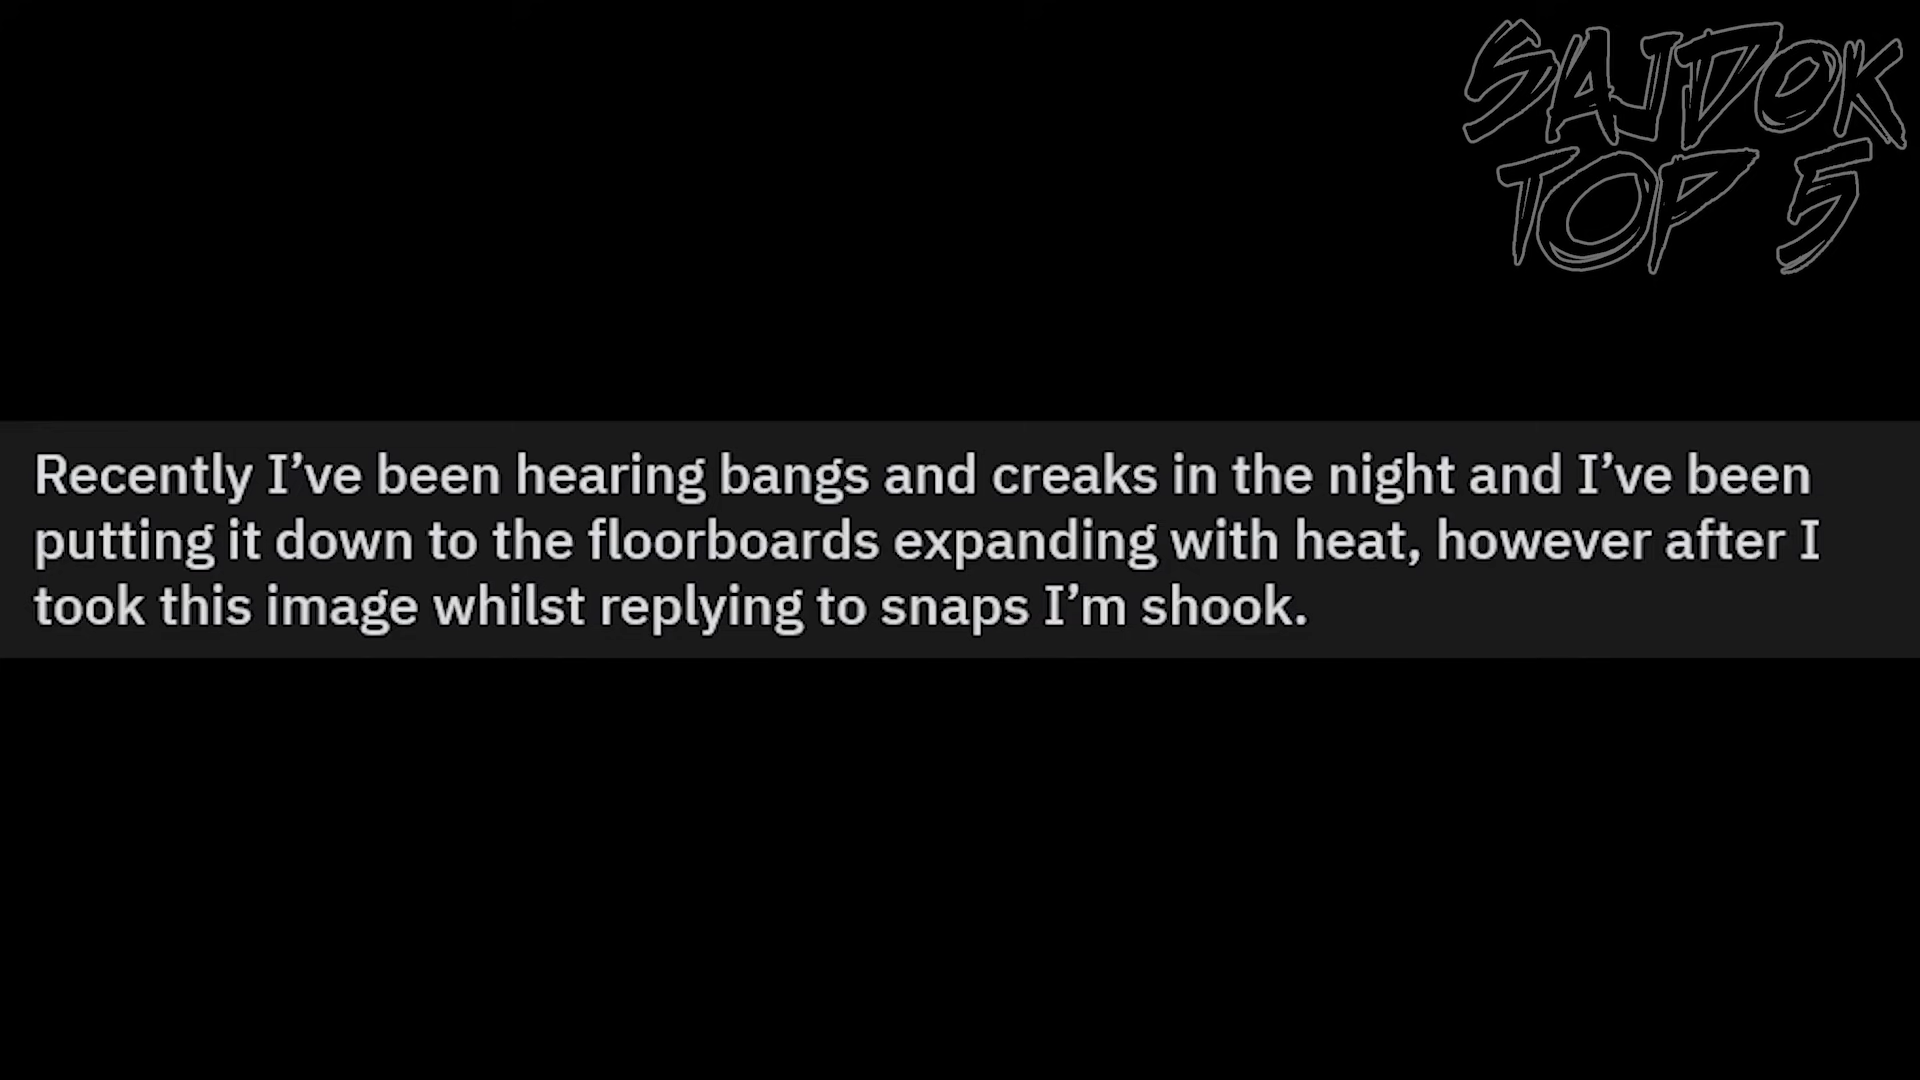 SAJDOK
TOP 5
Recently I’ve been hearing bangs and creaks in the night and I’ve been
putting it down to the floorboards expanding with heat, however after I
took this image whilst replying to snaps I’m shook.